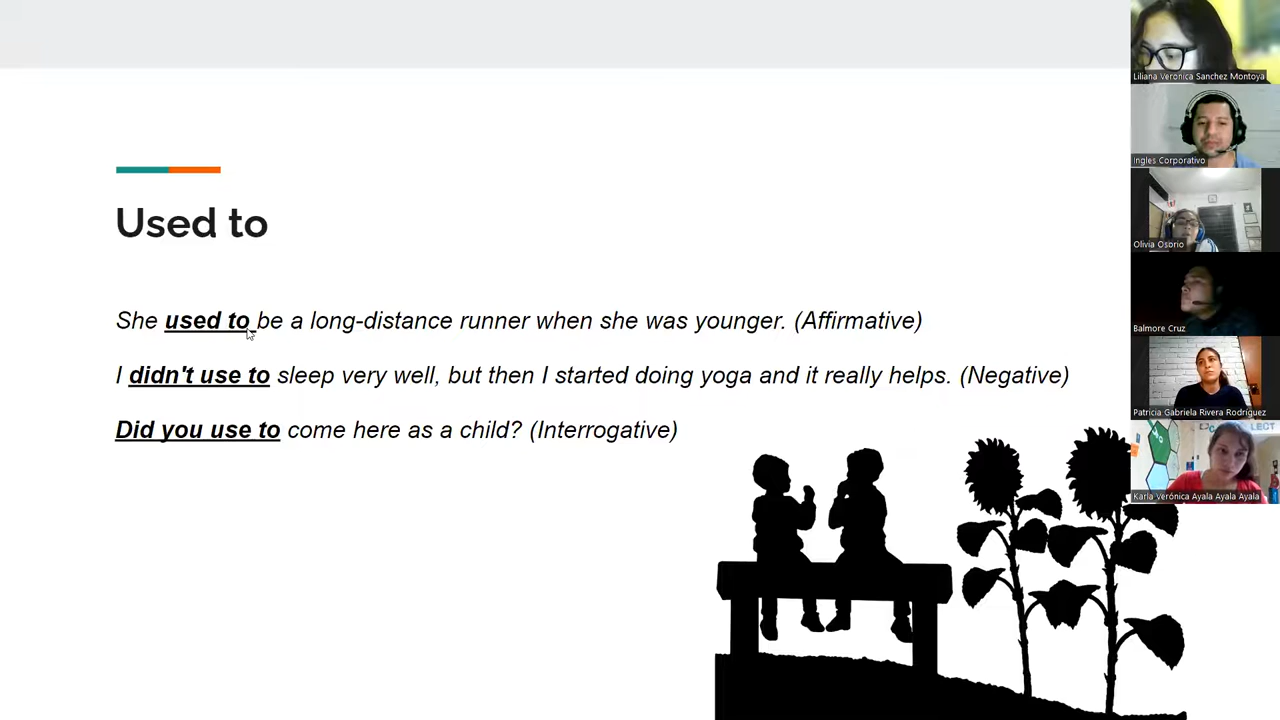 Used to
She used to be a long-distance runner when she was younger. (Affirmative)
I didn't use to sleep very well, but then I started doing yoga and it really helps. (Negative)
Did you use to come here as a child? (Interrogative)
Liliana Veronica Sanchez Montoya
Ingles Corporativo
Olivia Osorio
Balmore Cruz
Patricia Gabriela Rivera Rodríguez
Karla Verónica Ayala Ayala Ayala